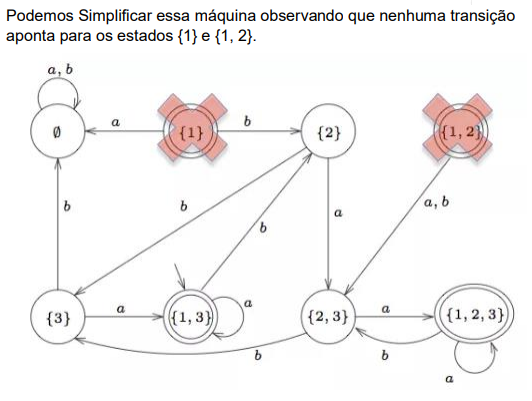 Podemos Simplificar essa máquina observando que nenhuma transição
aponta para os estados {1} e {1, 2}.
a, b
∅
a
{1}
b
{2}
{1, 2}
b
b
b
a
a, b
{3}
a
{1, 3}
a
{2, 3}
a
{1, 2, 3}
b
b
a